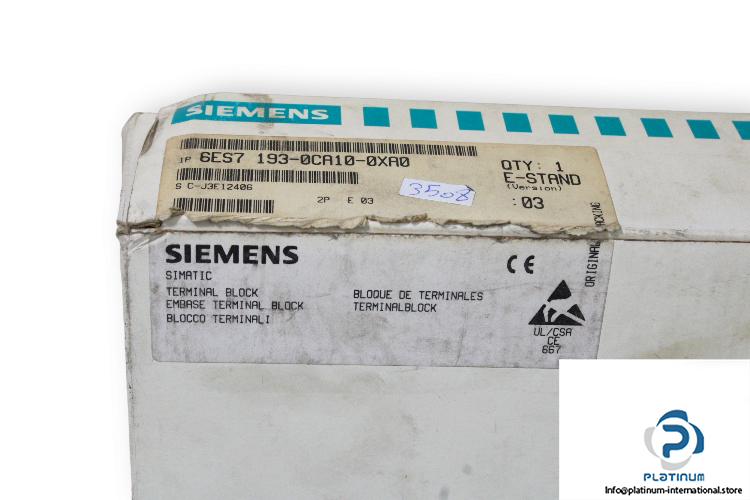 SIEMENS
1P 6ES7 193-0CA10-0XA0
QTY: 1
E-STAND
(Version)
: 03
S C-J3E12406
2P E 03
3508
ORIGINAL PACKING
SIEMENS
SIMATIC
TERMINAL BLOCK
EMBASE TERMINAL BLOCK
BLOCCO TERMINALI
BLOQUE DE TERMINALES
TERMINALBLOCK
CE
UL/CSA
CE
667
PLATINUM
Info@platinum-international.store